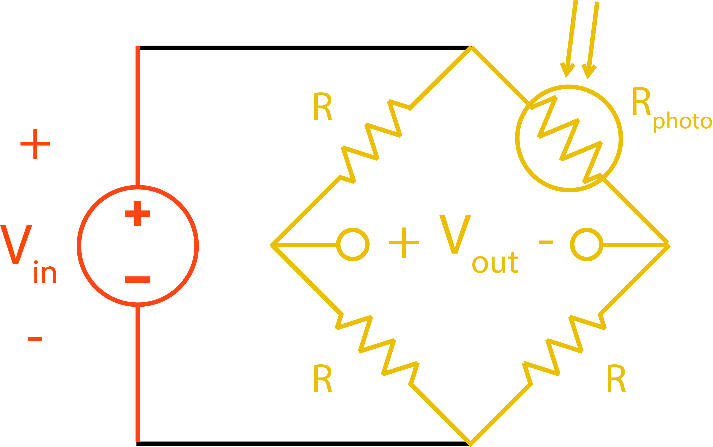 R
R photo
+
+
V in
+ V out -
-
-
R
R